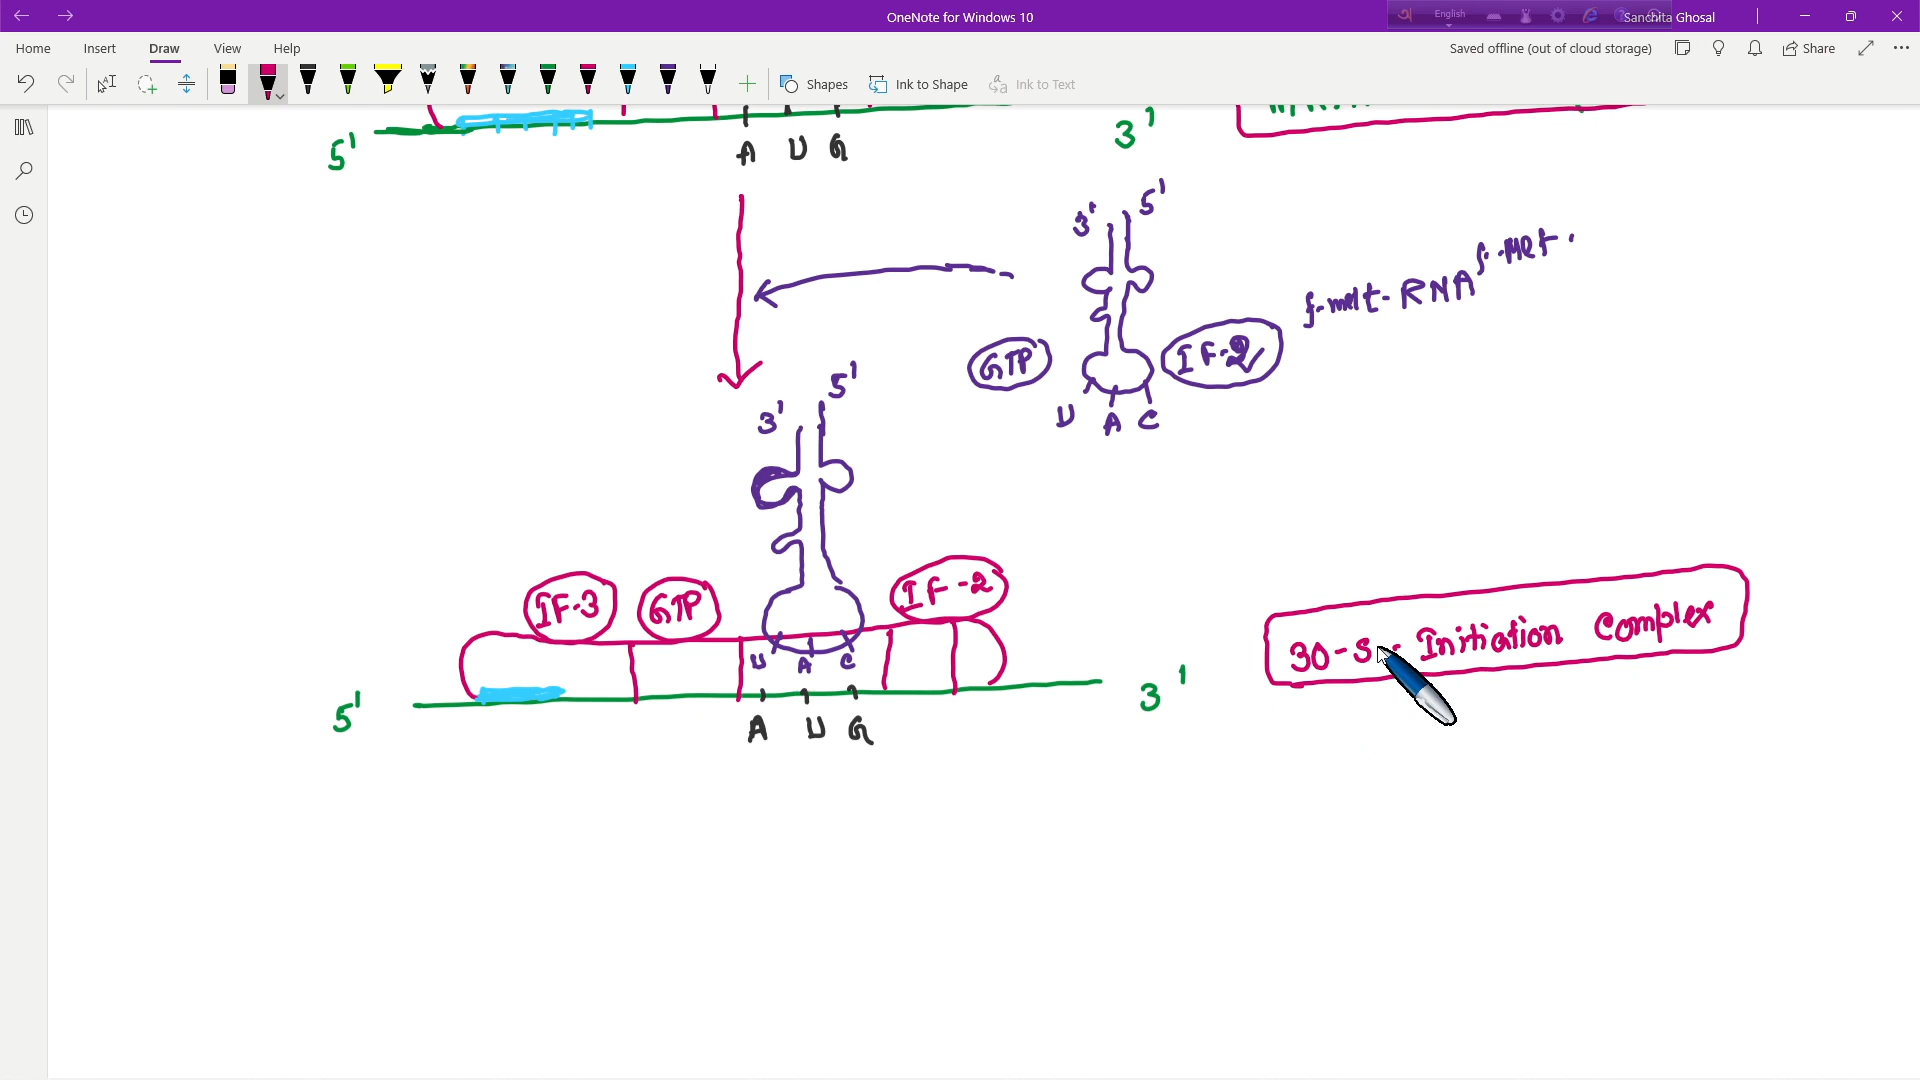 OneNote for Windows 10
English
Sanchita Ghosal
Home Insert Draw View Help
Saved offline (out of cloud storage)
Share
Shapes
Ink to Shape
Ink to Text
5'
A U G
3'
3' 5'
f-met-RNA f-Met.
GTP
IF-2
U A C
3' 5'
IF-3
GTP
IF-2
U A C
5'
3'
A U G
30-S- Initiation Complex